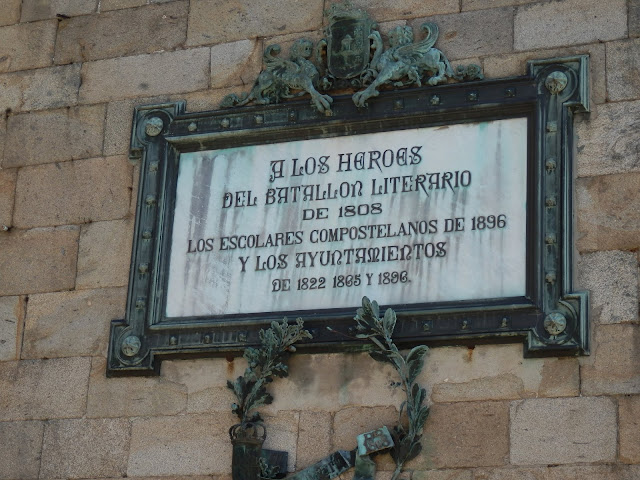 A LOS HEROES
DEL BATALLON LITERARIO
DE 1808
LOS ESCOLARES COMPOSTELANOS DE 1896
Y LOS AYUNTAMIENTOS
DE 1822 1865 Y 1896.